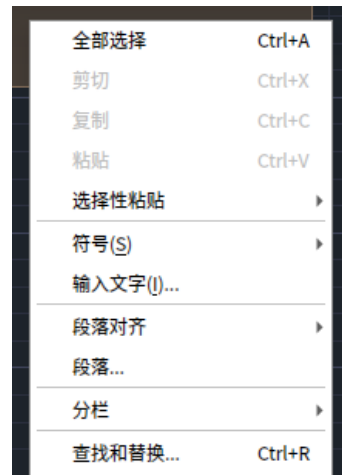 全部选择 Ctrl+A
剪切 Ctrl+X
复制 Ctrl+C
粘贴 Ctrl+V
选择性粘贴
符号(S)
输入文字(I)...
段落对齐
段落...
分栏
查找和替换... Ctrl+R